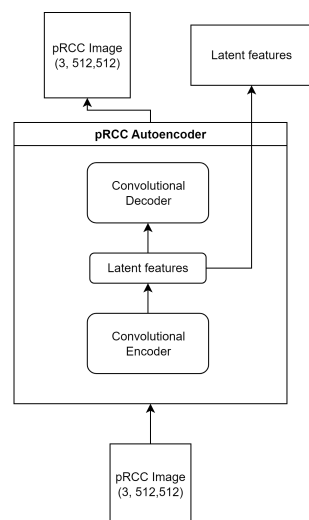 pRCC Image
(3, 512,512)
Latent features
pRCC Autoencoder
Convolutional
Decoder
Latent features
Convolutional
Encoder
pRCC Image
(3, 512,512)